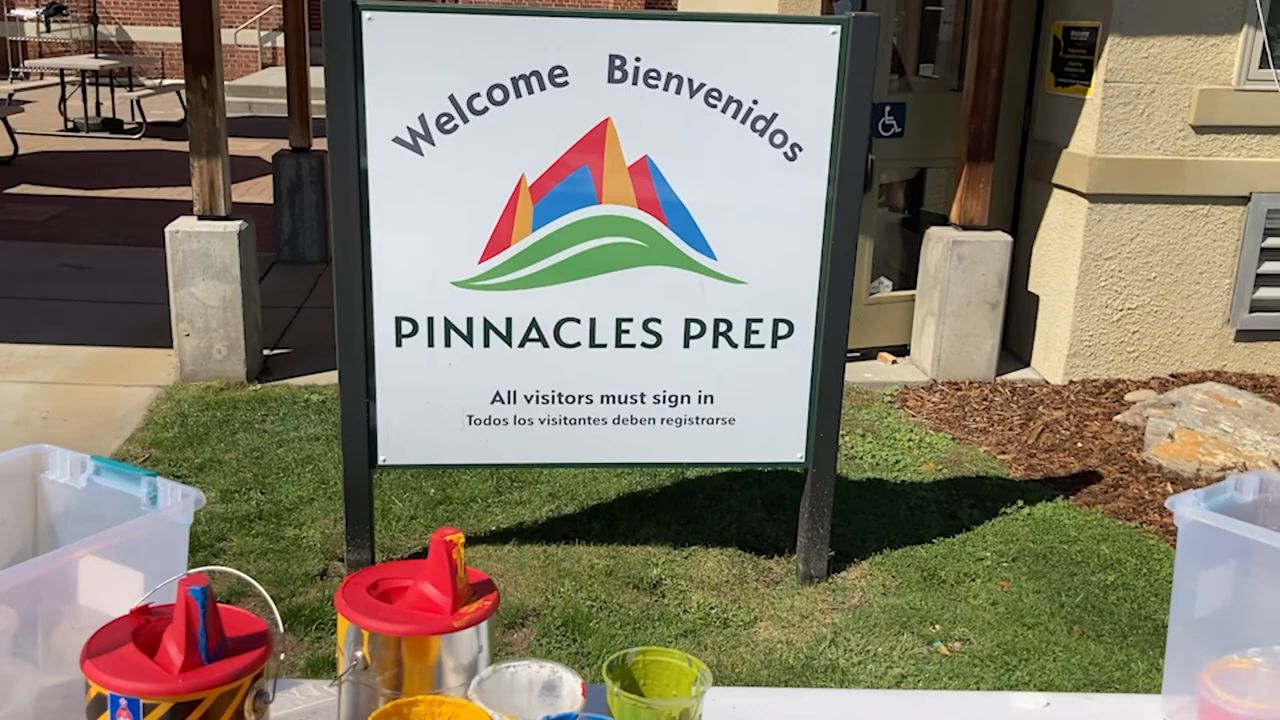 Welcome Bienvenidos
PINNACLES PREP
All visitors must sign in
Todos los visitantes deben registrarse